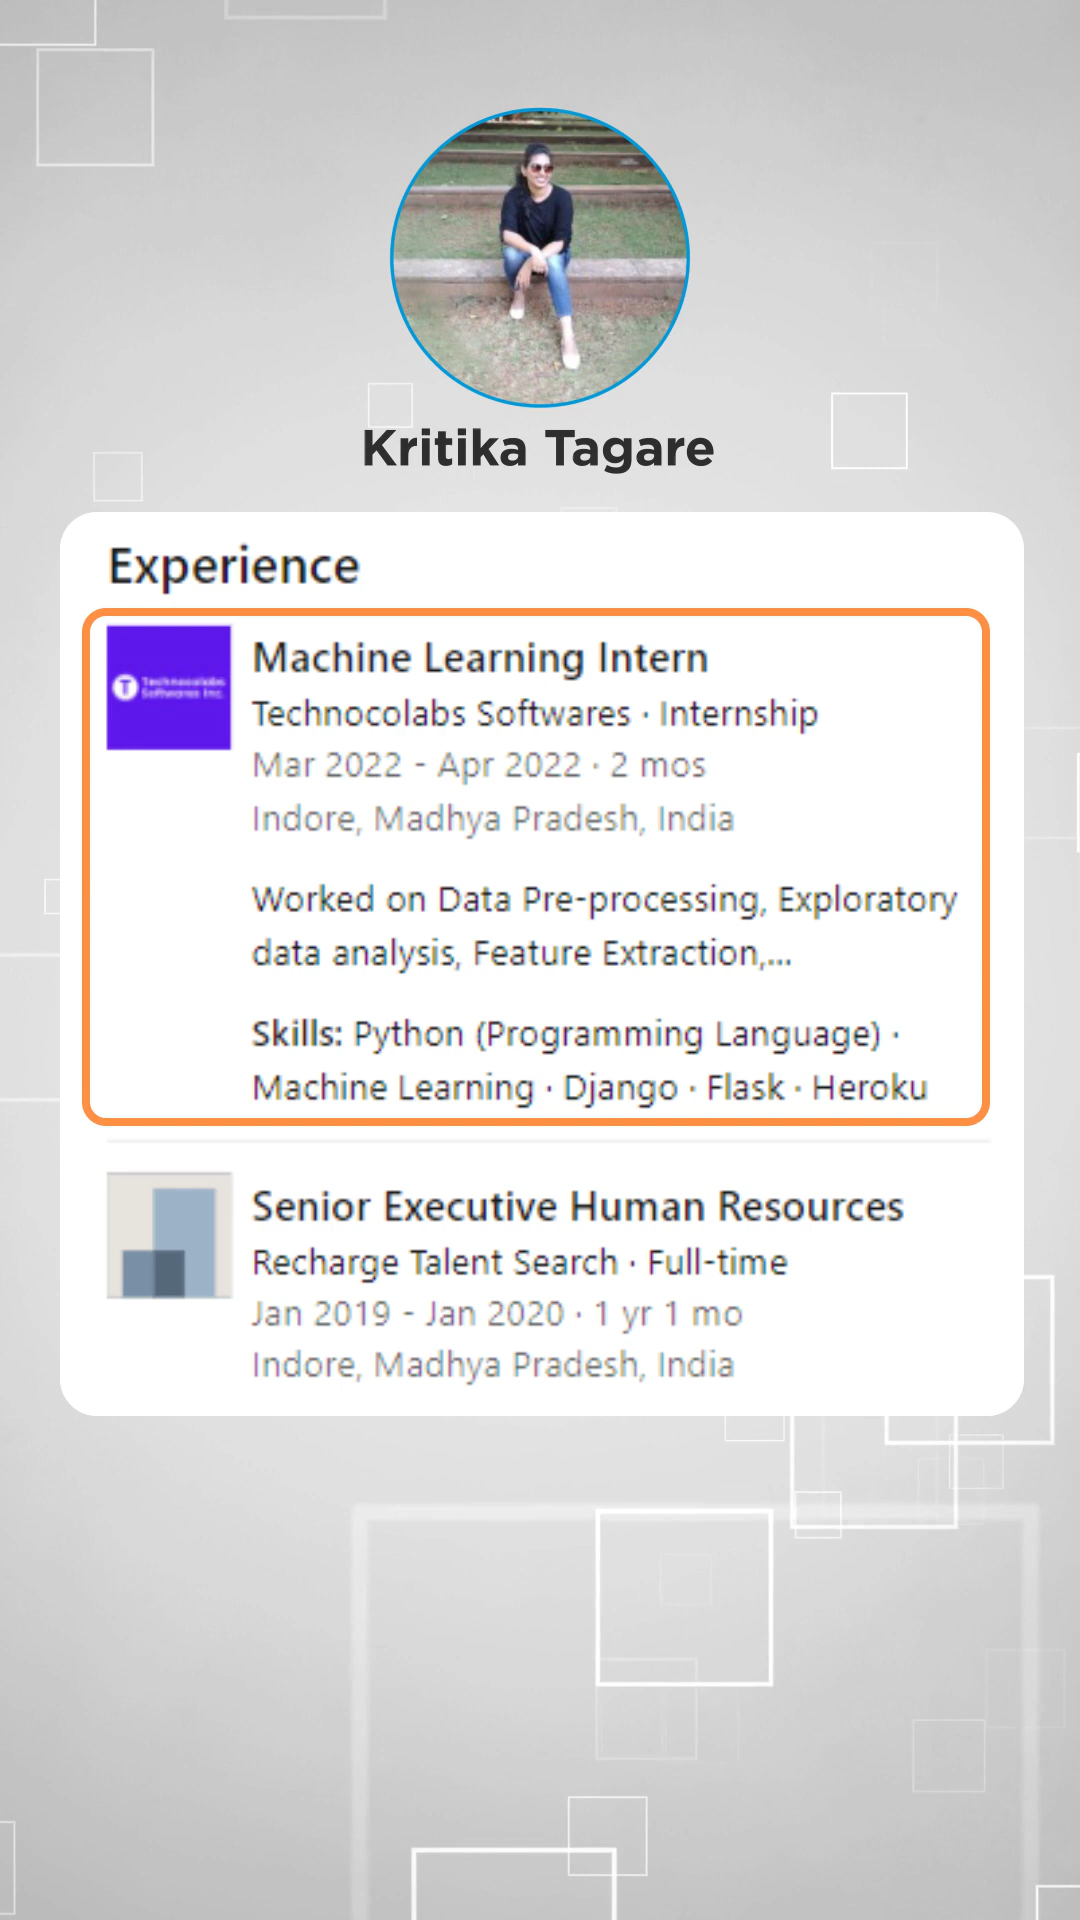 Kritika Tagare
Experience
Technocolabs
Softwares Inc.
Machine Learning Intern
Technocolabs Softwares · Internship
Mar 2022 - Apr 2022 · 2 mos
Indore, Madhya Pradesh, India
Worked on Data Pre-processing, Exploratory
data analysis, Feature Extraction,...
Skills: Python (Programming Language) ·
Machine Learning · Django · Flask · Heroku
Senior Executive Human Resources
Recharge Talent Search · Full-time
Jan 2019 - Jan 2020 · 1 yr 1 mo
Indore, Madhya Pradesh, India